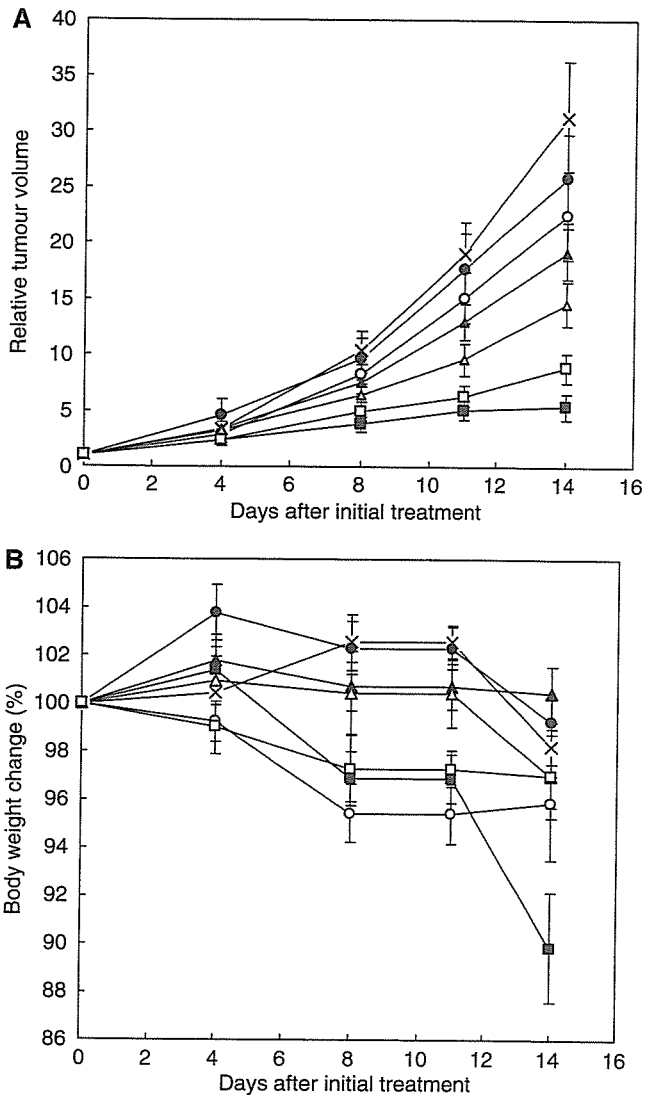 A
40
35
30
25
20
15
10
5
0
Relative tumour volume
0 2 4 6 8 10 12 14 16
Days after initial treatment
B
106
104
102
100
98
96
94
92
90
88
86
Body weight change (%)
0 2 4 6 8 10 12 14 16
Days after initial treatment